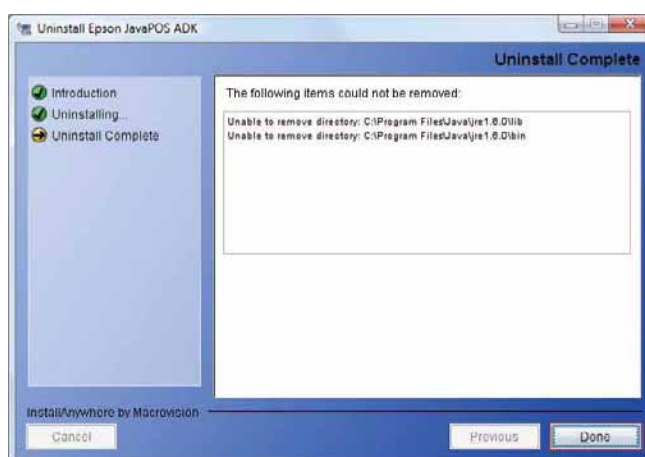 Uninstall Epson JavaPOS ADK
Uninstall Complete
Introduction
Uninstalling...
Uninstall Complete
The following items could not be removed:
Unable to remove directory: C:\Program Files\Java\jre1.6.0\lib
Unable to remove directory: C:\Program Files\Java\jre1.6.0\bin
InstallAnywhere by Macrovision
Cancel
Previous
Done